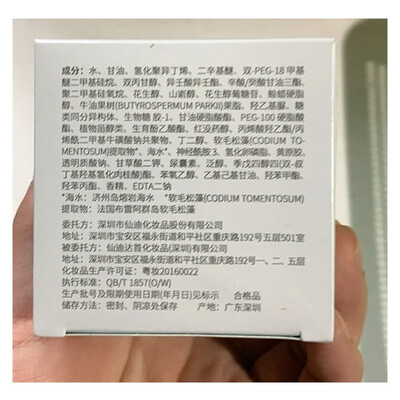 成分：水、甘油、氢化聚异丁烯、二辛基醚、双-PEG-18 甲基
醚二甲基硅烷、双丙甘醇、异壬酸异壬酯、辛酸/癸酸甘油三酯、
聚二甲基硅氧烷、花生醇、山嵛醇、花生醇葡糖苷、鲸蜡硬脂
醇、牛油果树(BUTYROSPERMUM PARKII)果脂、羟乙基脲、糖
类同分异构体、生物糖胶-1、甘油硬脂酸酯、PEG-100 硬脂酸
酯、植物甾醇类、生育酚乙酸酯、红没药醇、丙烯酸羟乙酯/丙
烯酰二甲基牛磺酸钠共聚物、丁二醇、软毛松藻(CODIUM TO-
MENTOSUM)提取物*、海水*、神经酰胺 3、氢化卵磷脂、黄原胶、
透明质酸钠、甘草酸二钾、尿囊素、泛醇、季戊四醇四(双-叔
丁基羟基氢化肉桂酸)酯、苯氧乙醇、乙基己基甘油、羟苯甲酯、
羟苯丙酯、香精、EDTA二钠
*海水：济州岛熔岩海水 *软毛松藻(CODIUM TOMENTOSUM)
提取物：法国布雷阿群岛软毛松藻
委托方：深圳市仙迪化妆品股份有限公司
地址：深圳市宝安区福永街道和平社区重庆路192号五层501室
被委托方：仙迪达首化妆品(深圳)有限公司
地址：深圳市宝安区福永街道和平社区重庆路192号一、二、五层
化妆品生产许可证：粤妆20160022
执行标准：QB/T 1857(O/W)
生产批号及限期使用日期(年月日)见标示 合格品
储存方法：密封、阴凉处保存 产地：广东深圳